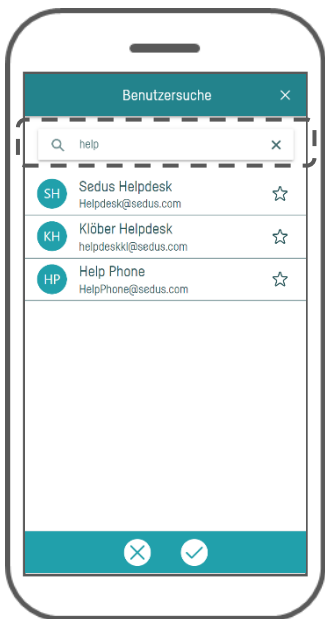 Benutzersuche
help
SH
Sedus Helpdesk
Helpdesk@sedus.com
KH
Klöber Helpdesk
helpdeskkl@sedus.com
HP
Help Phone
HelpPhone@sedus.com